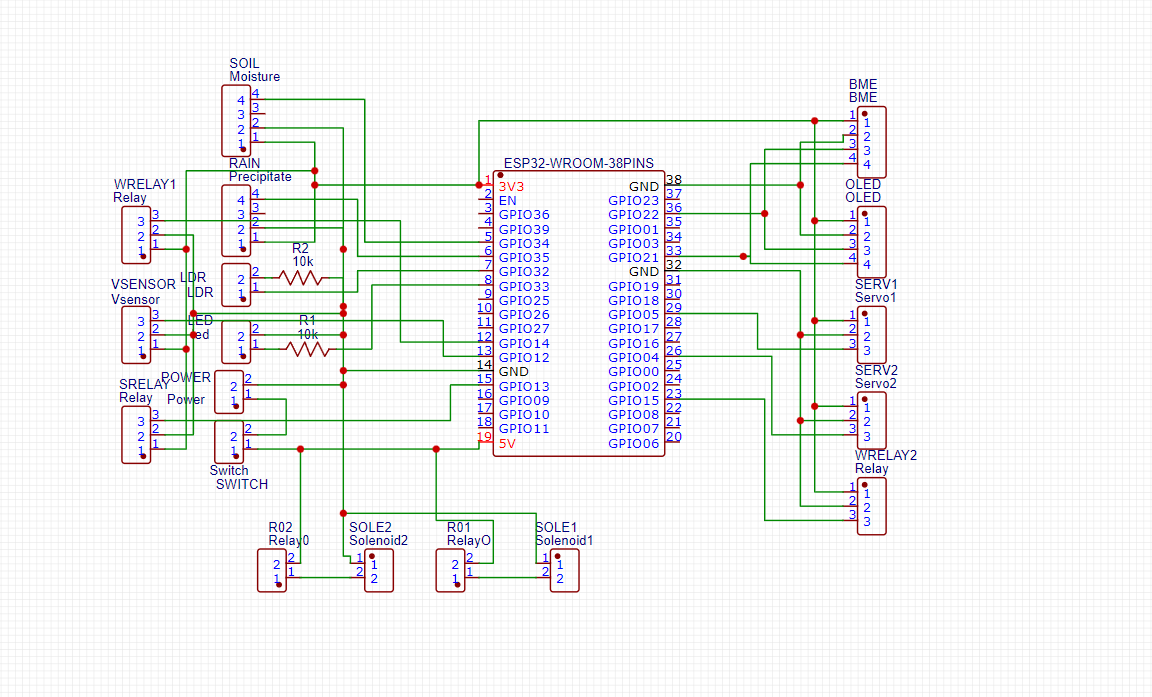 SOIL
Moisture
4 4
3 3
2 2
1 1
RAIN
Precipitate
4 4
3 3
2 2
1 1
WRELAY1
Relay
3 3
2 2
1 1
R2
10k
LDR
LDR
2 2
1 1
VSENSOR
Vsensor
3 3
2 2
1 1
LED
Led
2 2
1 1
R1
10k
POWER
Power
2 2
1 1
SRELAY
Relay
3 3
2 2
1 1
2 2
1 1
Switch
SWITCH
ESP32-WROOM-38PINS
1 3V3 GND 38
2 EN GPIO23 37
3 GPIO36 GPIO22 36
4 GPIO39 GPIO01 35
5 GPIO34 GPIO03 34
6 GPIO35 GPIO21 33
7 GPIO32 GND 32
8 GPIO33 GPIO19 31
9 GPIO25 GPIO18 30
10 GPIO26 GPIO05 29
11 GPIO27 GPIO17 28
12 GPIO14 GPIO16 27
13 GPIO12 GPIO04 26
14 GND GPIO00 25
15 GPIO13 GPIO02 24
16 GPIO09 GPIO15 23
17 GPIO10 GPIO08 22
18 GPIO11 GPIO07 21
19 5V GPIO06 20
BME
BME
1 1
2 2
3 3
4 4
OLED
OLED
1 1
2 2
3 3
4 4
SERV1
Servo1
1 1
2 2
3 3
SERV2
Servo2
1 1
2 2
3 3
WRELAY2
Relay
1 1
2 2
3 3
R02
Relay0
2 2
1 1
SOLE2
Solenoid2
1 1
2 2
R01
RelayO
2 2
1 1
SOLE1
Solenoid1
1 1
2 2